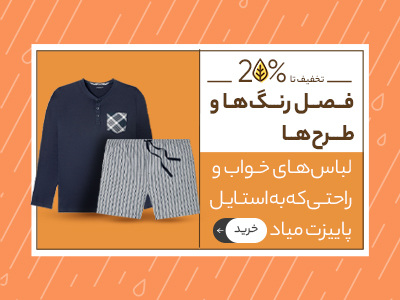 تخفیف تا 20%
فصل رنگ‌ها و
طرح‌ها
لباس‌های خواب و
راحتی‌که‌به‌استایل
پاییزت میاد
خرید